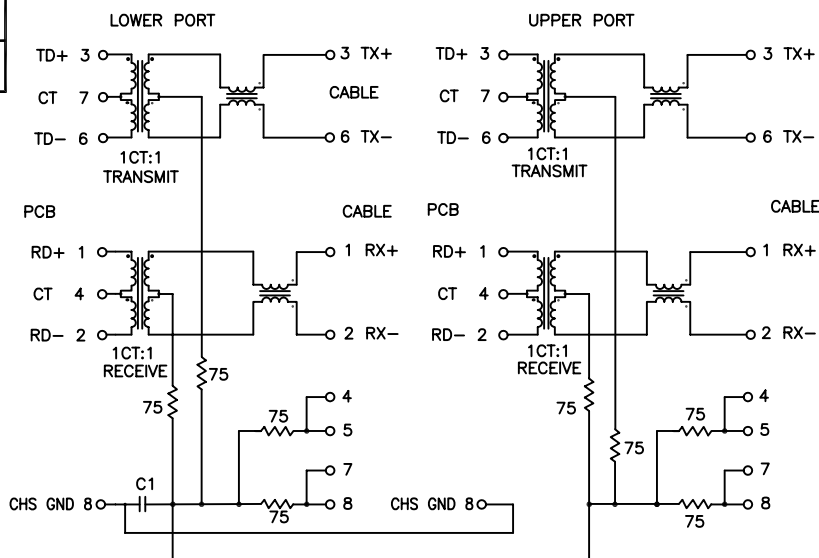 LOWER PORT
UPPER PORT
TD+ 3
3 TX+
TD+ 3
3 TX+
CT 7
CABLE
CT 7
TD- 6
6 TX-
TD- 6
6 TX-
1CT:1
TRANSMIT
1CT:1
TRANSMIT
PCB
CABLE
PCB
CABLE
RD+ 1
1 RX+
RD+ 1
1 RX+
CT 4
CT 4
RD- 2
2 RX-
RD- 2
2 RX-
1CT:1
RECEIVE
1CT:1
RECEIVE
75
75
75
75
75
4
5
75
4
5
7
7
C1
CHS GND 8
75
8
CHS GND 8
75
8